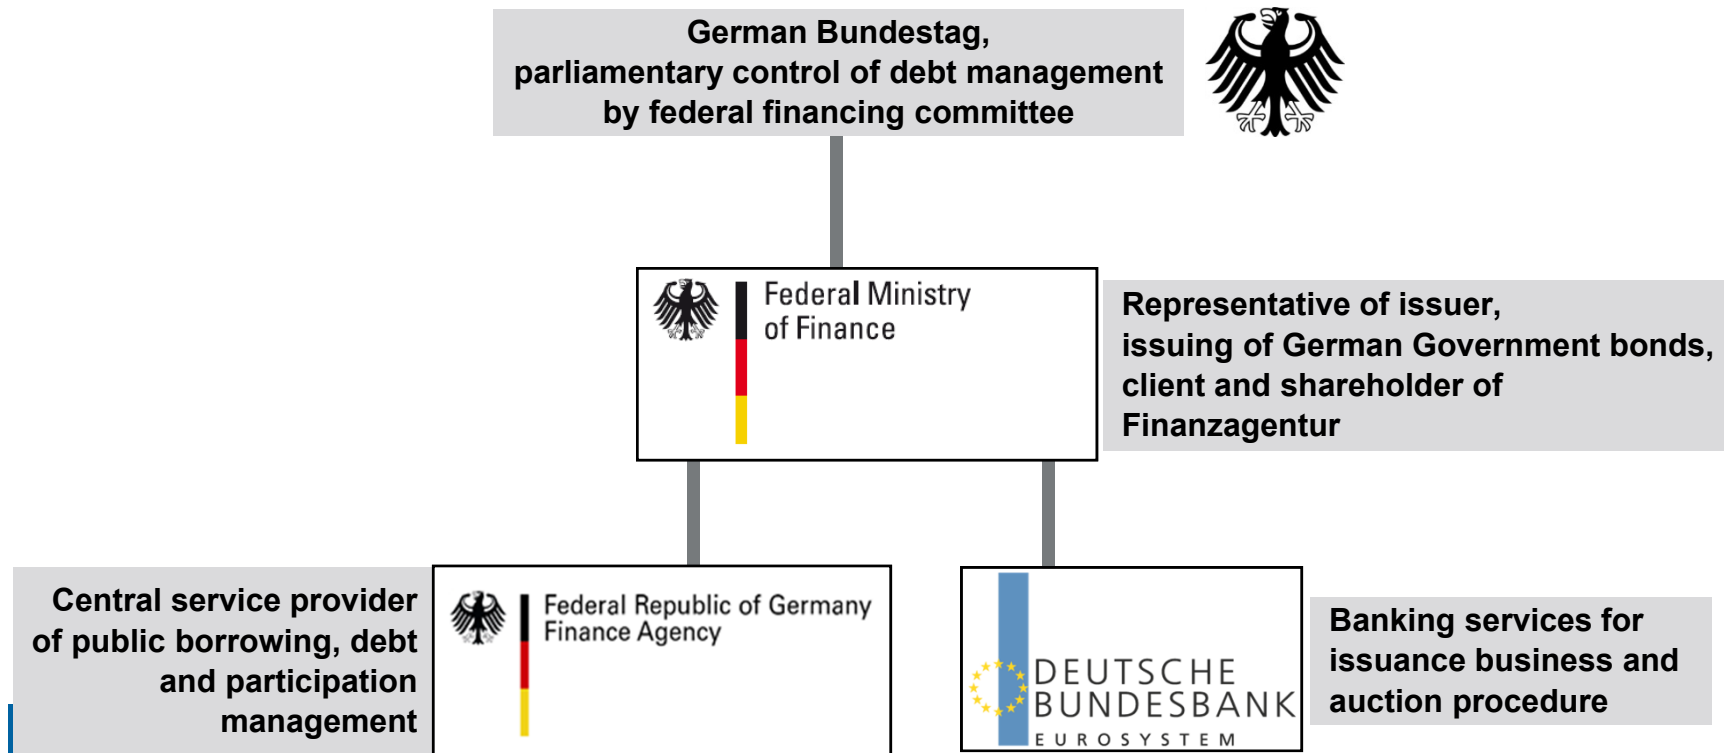 German Bundestag,
parliamentary control of debt management
by federal financing committee
Federal Ministry
of Finance
Representative of issuer,
issuing of German Government bonds,
client and shareholder of
Finanzagentur
Central service provider
of public borrowing, debt
and participation
management
Federal Republic of Germany
Finance Agency
DEUTSCHE
BUNDESBANK
EUROSYSTEM
Banking services for
issuance business and
auction procedure